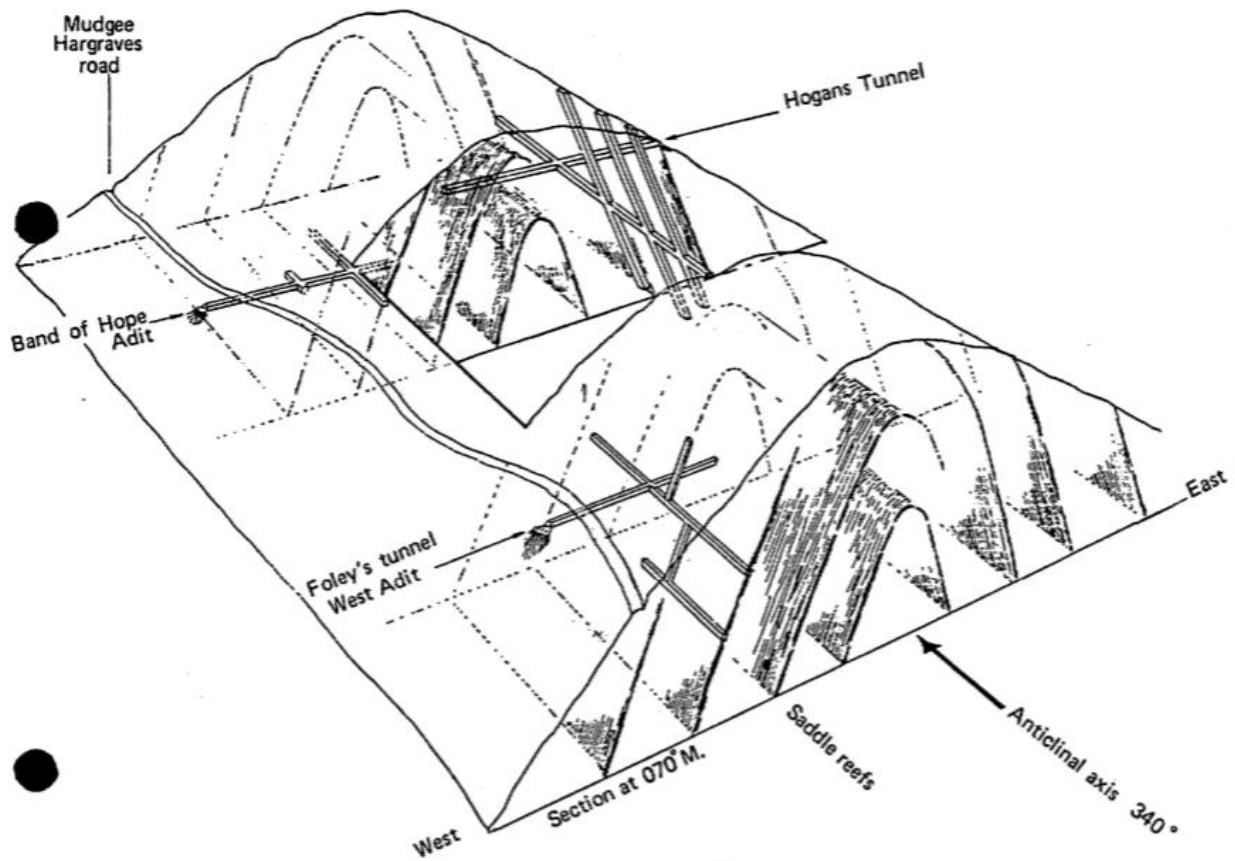 Mudgee
Hargraves
road
Hogans Tunnel
Band of Hope
Adit
Foley's tunnel
West Adit
East
West
Section at 070°M.
Saddle reefs
Anticlinal axis 340°